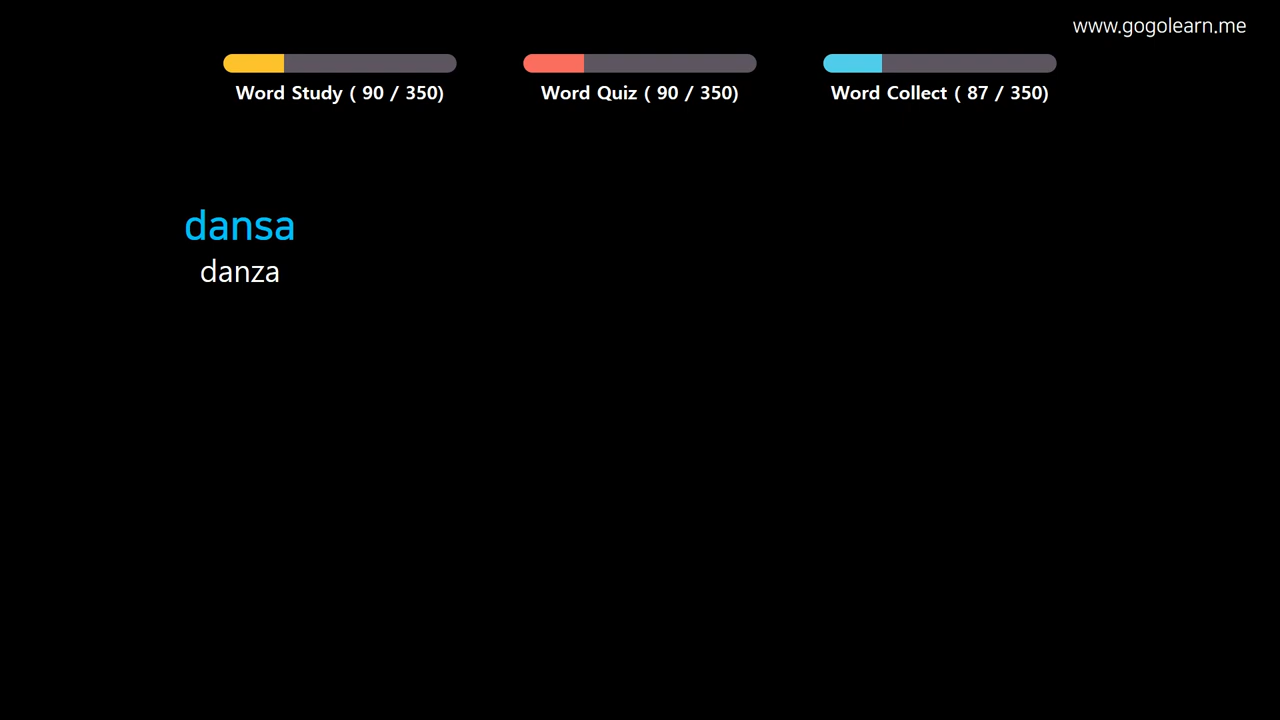 www.gogolearn.me
Word Study ( 90 / 350)
Word Quiz ( 90 / 350)
Word Collect ( 87 / 350)
dansa
danza